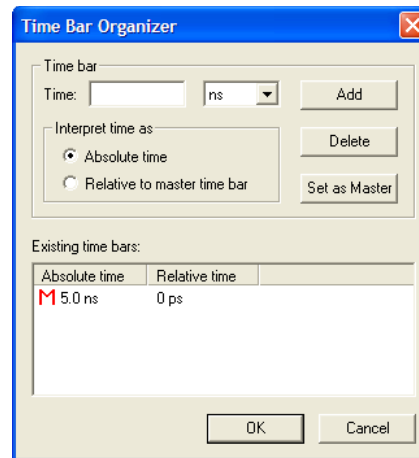 Time Bar Organizer
Time bar
Time: ns Add
Interpret time as
Absolute time
Relative to master time bar
Delete
Set as Master
Existing time bars:
Absolute time Relative time
M 5.0 ns 0 ps
OK Cancel